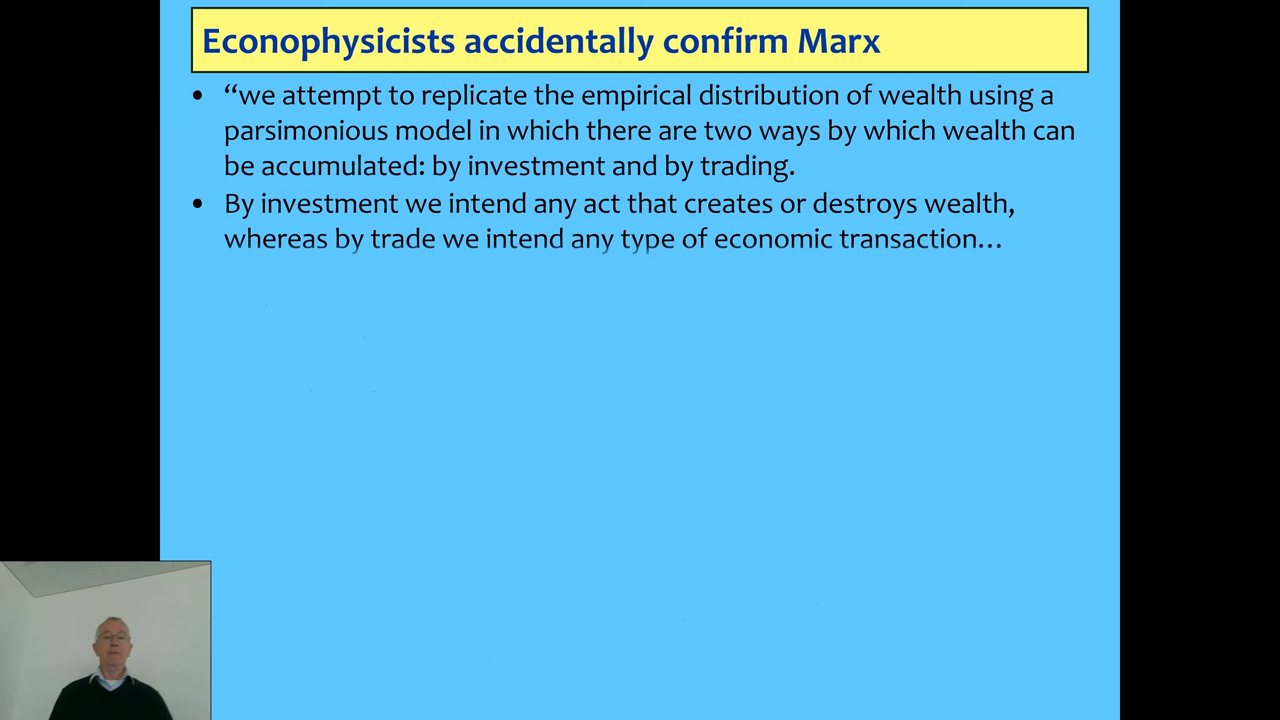 Econophysicists accidentally confirm Marx
• “we attempt to replicate the empirical distribution of wealth using a
parsimonious model in which there are two ways by which wealth can
be accumulated: by investment and by trading.
• By investment we intend any act that creates or destroys wealth,
whereas by trade we intend any type of economic transaction…